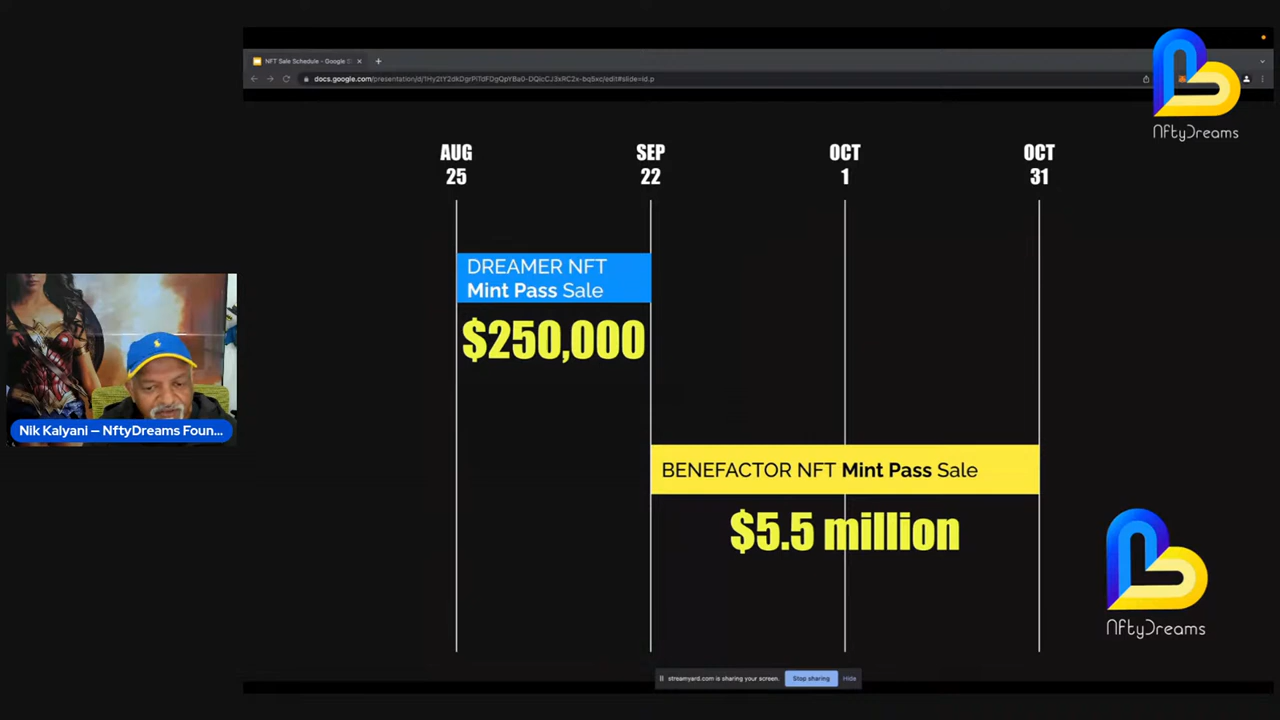 NFT Sale Schedule - Google S
docs.google.com/presentation/d/
NftyDreams
AUG
25
SEP
22
OCT
1
OCT
31
DREAMER NFT
Mint Pass Sale
$250,000
Nik Kalyani – NftyDreams Foun...
BENEFACTOR NFT Mint Pass Sale
$5.5 million
NftyDreams
streamyard.com is sharing your screen. Stop sharing Hide